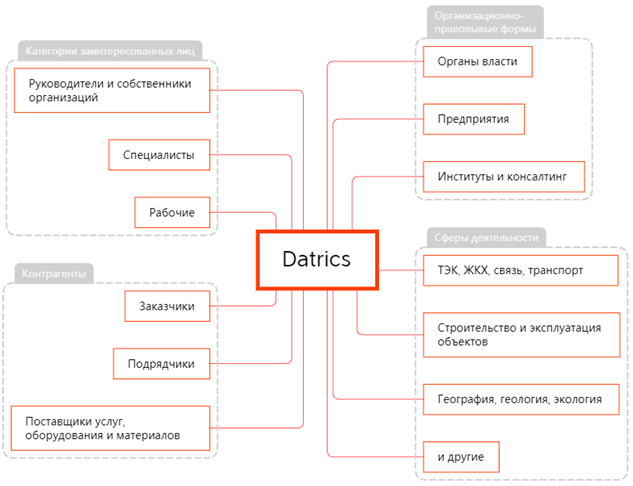 Категории заинтересованных лиц
Руководители и собственники
организаций
Специалисты
Рабочие
Контрагенты
Заказчики
Подрядчики
Поставщики услуг,
оборудования и материалов
Datrics
Организационно-
правовывые формы
Органы власти
Предприятия
Институты и консалтинг
Сферы деятельности
ТЭК, ЖКХ, связь, транспорт
Строительство и эксплуатация
объектов
География, геология, экология
и другие